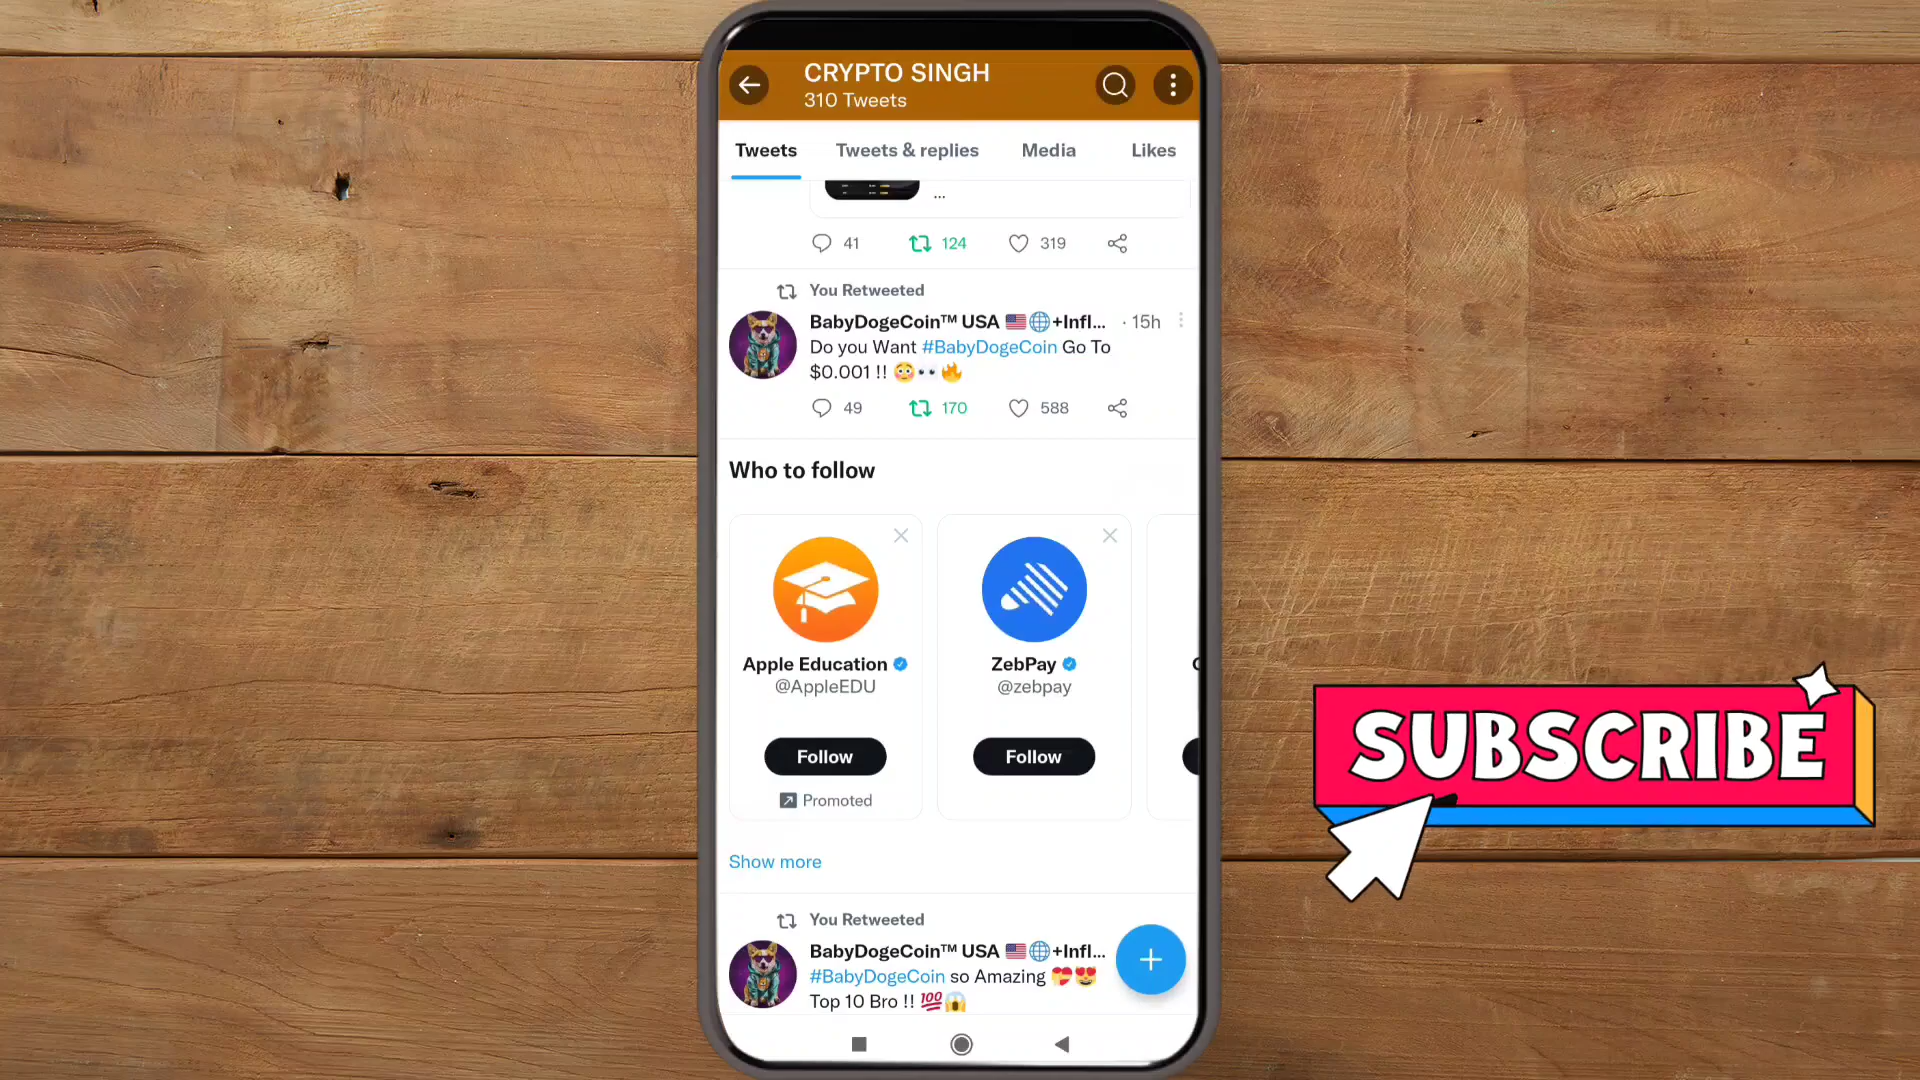 CRYPTO SINGH
310 Tweets
Tweets Tweets & replies Media Likes
...
41 124 319
You Retweeted
BabyDogeCoin™ USA 🇺🇸🌐+Infl... · 15h
Do you Want #BabyDogeCoin Go To
$0.001 !! 😳👀🔥
49 170 588
Who to follow
Apple Education
@AppleEDU
Follow
Promoted
ZebPay
@zebpay
Follow
Show more
You Retweeted
BabyDogeCoin™ USA 🇺🇸🌐+Infl...
#BabyDogeCoin so Amazing 💝😍
Top 10 Bro !! 💯😱
SUBSCRIBE